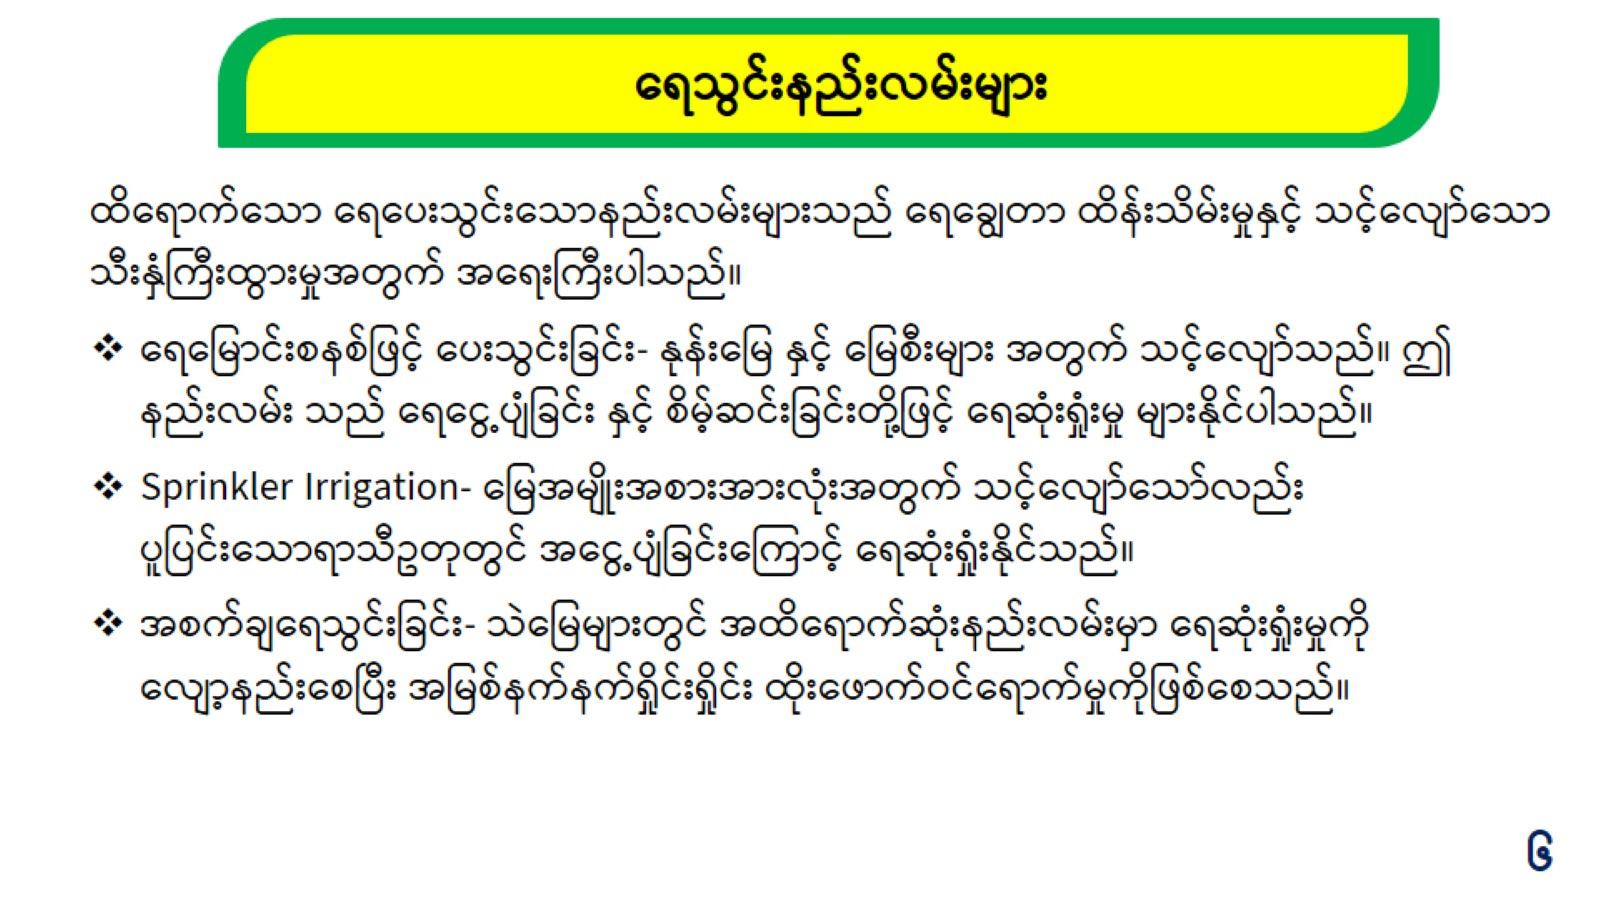 ရေသွင်းနည်းလမ်းများ
ထိရောက်သော ရေပေးသွင်းသောနည်းလမ်းများသည် ရေချွေတာ ထိန်းသိမ်းမှုနှင့် သင့်လျော်သော
သီးနှံကြီးထွားမှုအတွက် အရေးကြီးပါသည်။
❖ ရေမြောင်းစနစ်ဖြင့် ပေးသွင်းခြင်း- နုန်းမြေ နှင့် မြေစီးများ အတွက် သင့်လျော်သည်။ ဤ
နည်းလမ်း သည် ရေငွေ့ပျံခြင်း နှင့် စိမ့်ဆင်းခြင်းတို့ဖြင့် ရေဆုံးရှုံးမှု များနိုင်ပါသည်။
❖ Sprinkler Irrigation- မြေအမျိုးအစားအားလုံးအတွက် သင့်လျော်သော်လည်း
ပူပြင်းသောရာသီဥတုတွင် အငွေ့ပျံခြင်းကြောင့် ရေဆုံးရှုံးနိုင်သည်။
❖ အစက်ချရေသွင်းခြင်း- သဲမြေများတွင် အထိရောက်ဆုံးနည်းလမ်းမှာ ရေဆုံးရှုံးမှုကို
လျော့နည်းစေပြီး အမြစ်နက်နက်ရှိုင်းရှိုင်း ထိုးဖောက်ဝင်ရောက်မှုကိုဖြစ်စေသည်။
၆